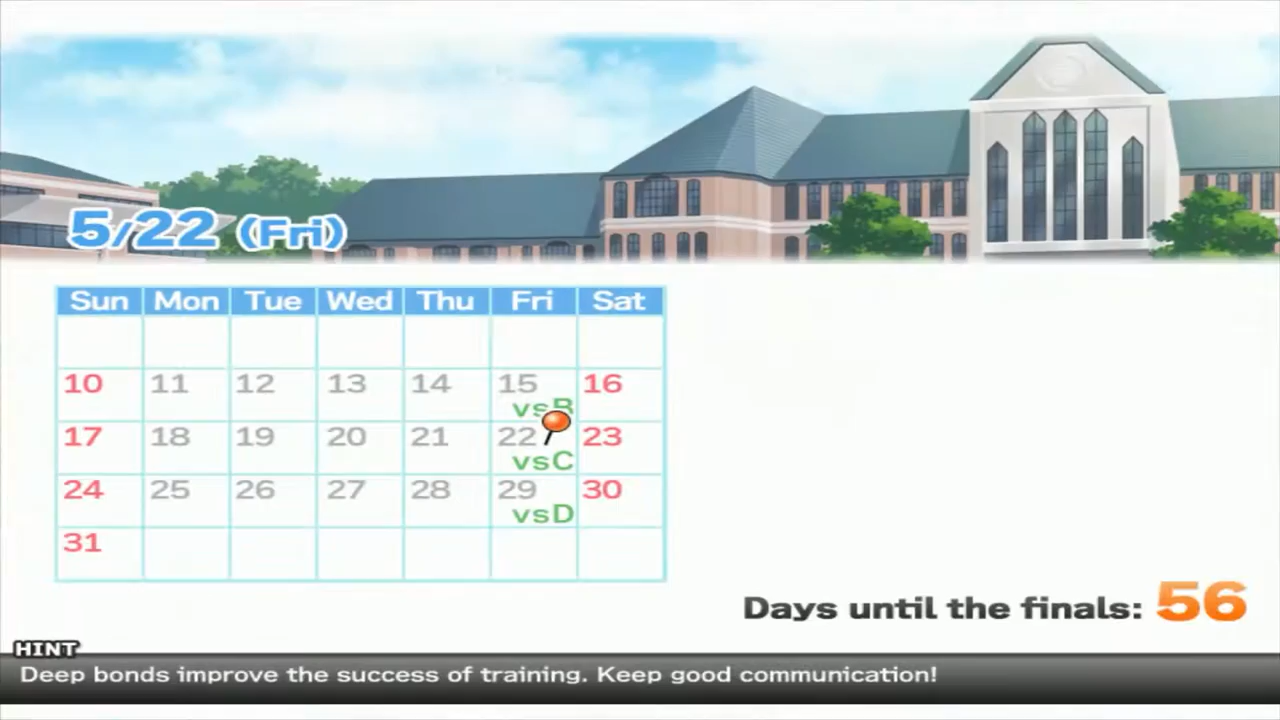 5/22 (Fri)
Sun Mon Tue Wed Thu Fri Sat
10 11 12 13 14 15 16
vsB
17 18 19 20 21 22 23
vsC
24 25 26 27 28 29 30
vsD
31
Days until the finals: 56
HINT
Deep bonds improve the success of training. Keep good communication!